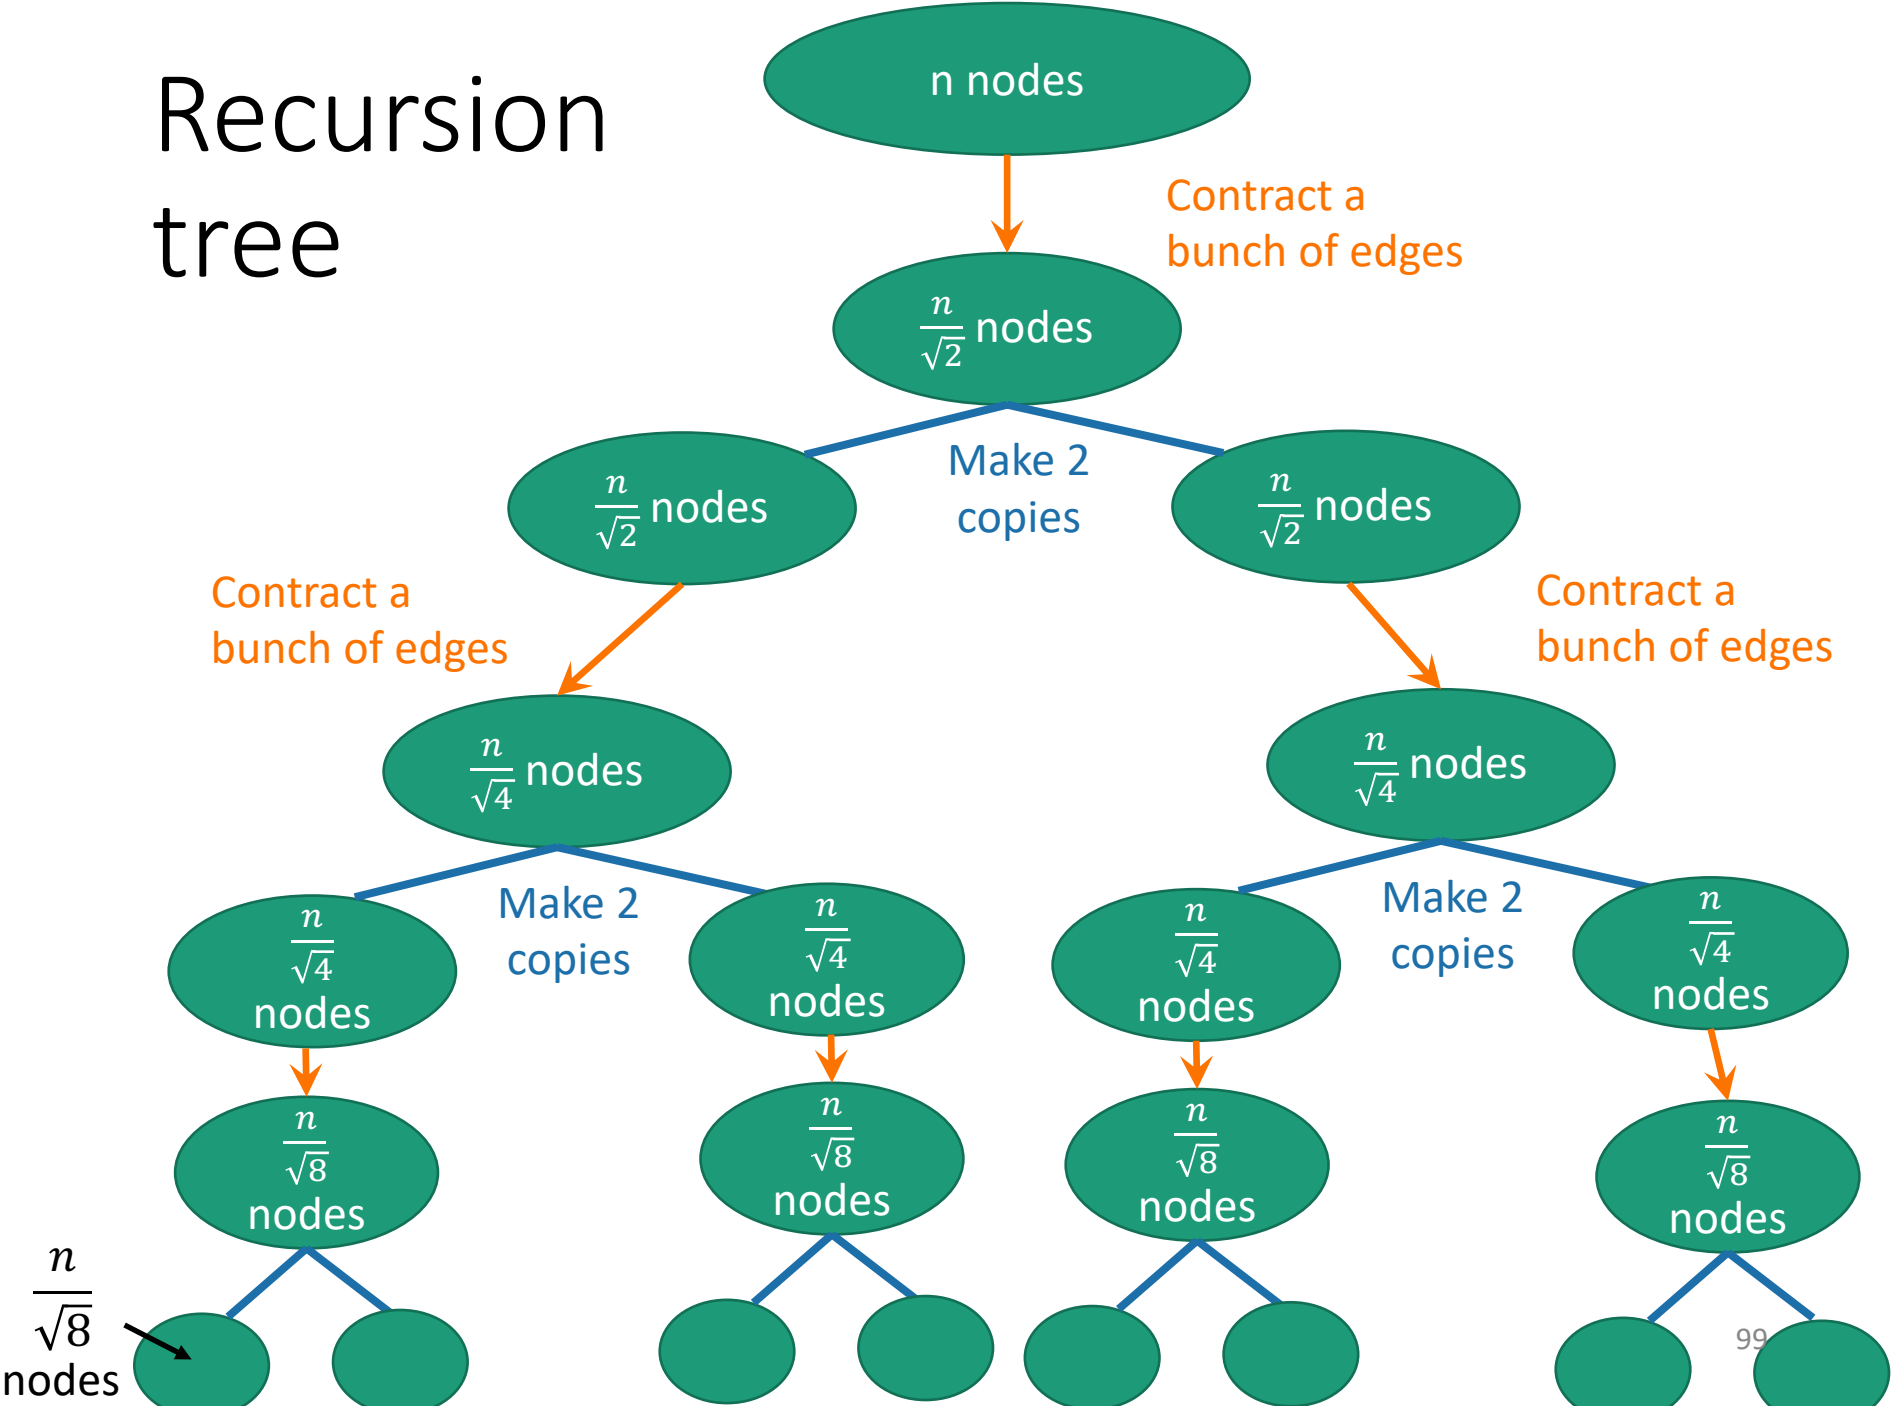 Recursion
tree
n nodes
Contract a
bunch of edges
n/√2 nodes
Make 2
copies
n/√2 nodes
n/√2 nodes
Contract a
bunch of edges
Contract a
bunch of edges
n/√4 nodes
n/√4 nodes
Make 2
copies
Make 2
copies
n/√4
nodes
n/√4
nodes
n/√4
nodes
n/√4
nodes
n/√8
nodes
n/√8
nodes
n/√8
nodes
n/√8
nodes
n/√8
nodes
99